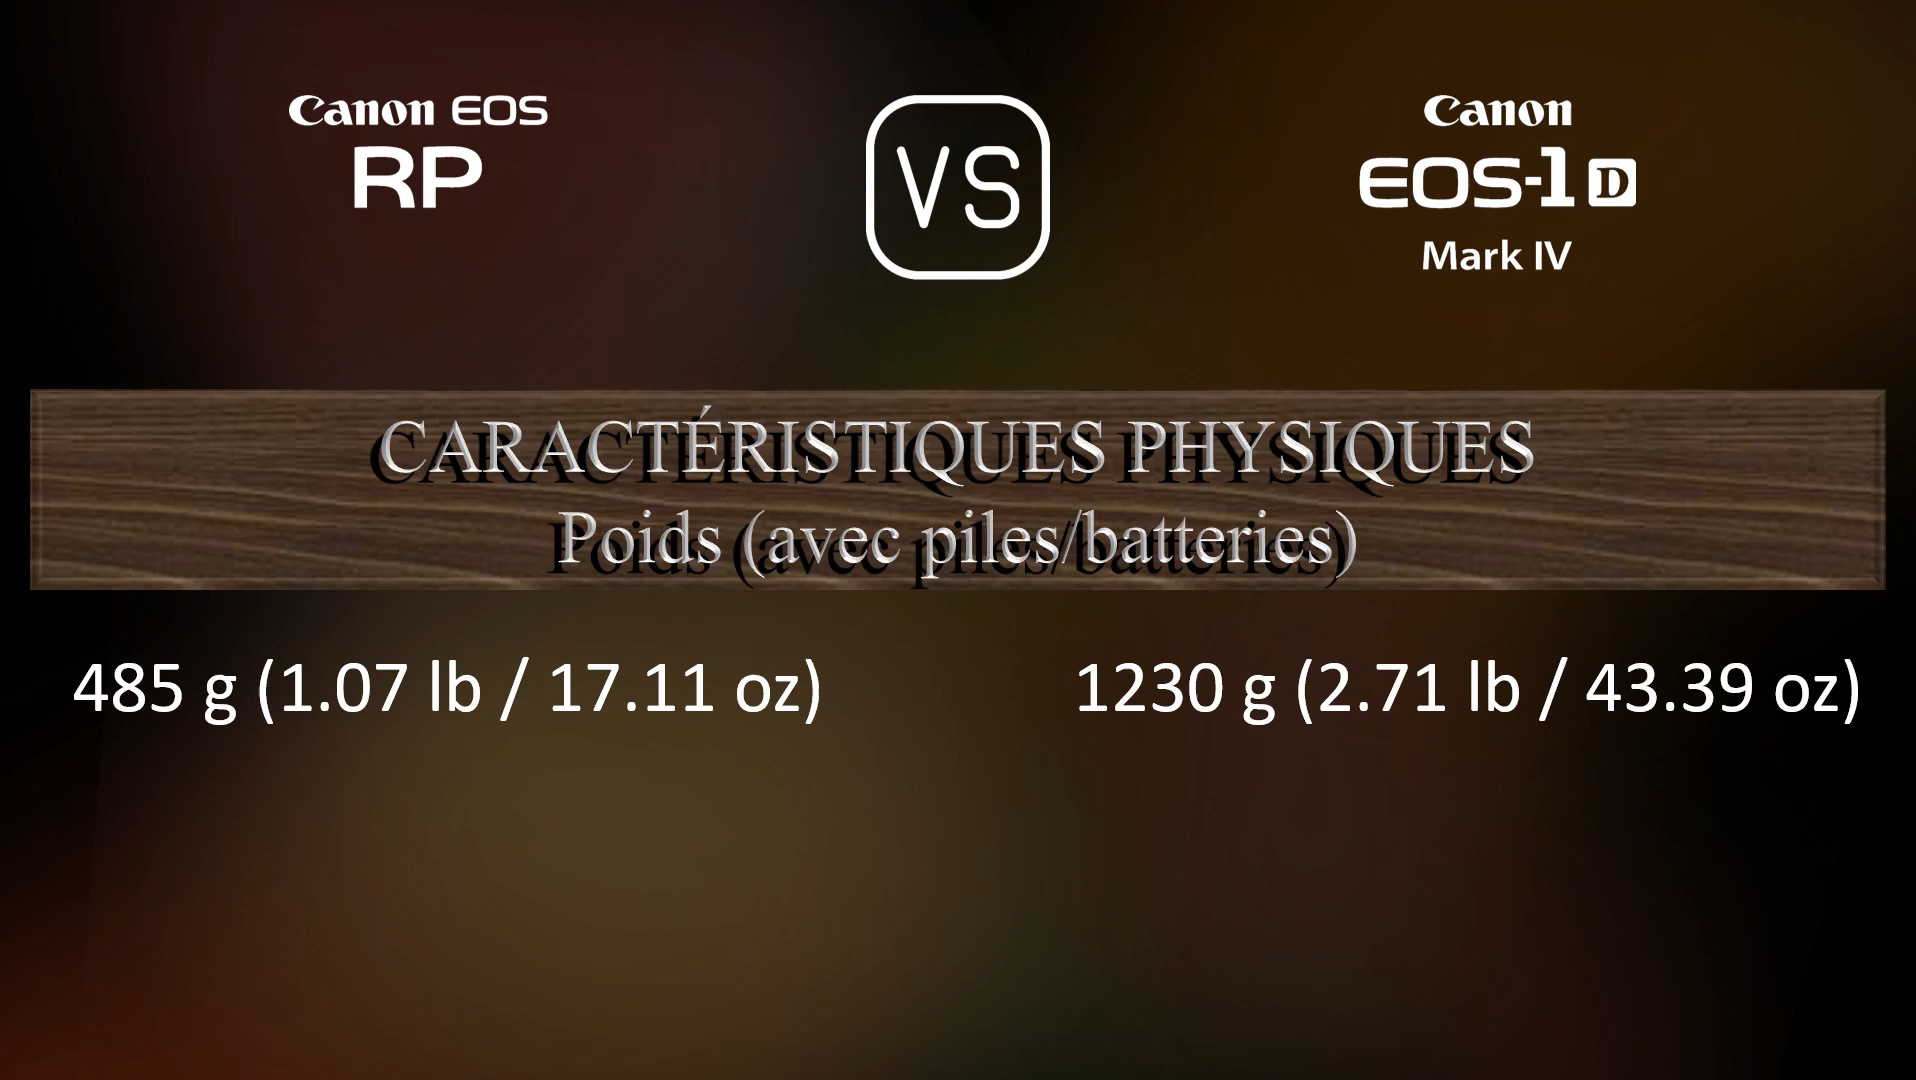 Canon EOS
RP
VS
Canon
EOS-1 D
Mark IV
CARACTÉRISTIQUES PHYSIQUES
Poids (avec piles/batteries)
485 g (1.07 lb / 17.11 oz)
1230 g (2.71 lb / 43.39 oz)